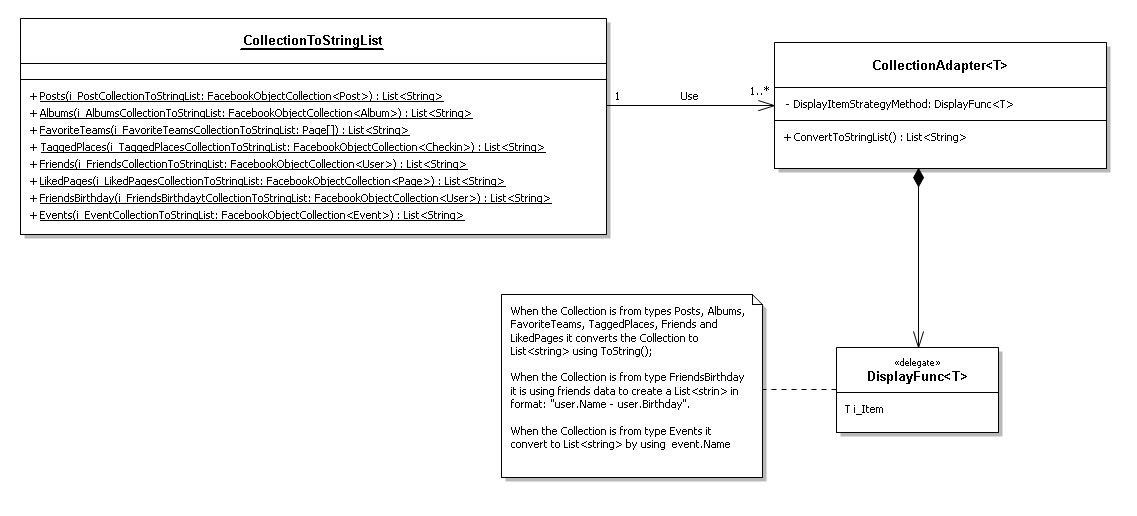 CollectionToStringList
+ Posts(i_PostCollectionToStringList: FacebookObjectCollection<Post>) : List<String>
+ Albums(i_AlbumsCollectionToStringList: FacebookObjectCollection<Album>) : List<String>
+ FavoriteTeams(i_FavoriteTeamsCollectionToStringList: Page[]) : List<String>
+ TaggedPlaces(i_TaggedPlacesCollectionToStringList: FacebookObjectCollection<Checkin>) : List<String>
+ Friends(i_FriendsCollectionToStringList: FacebookObjectCollection<User>) : List<String>
+ LikedPages(i_LikedPagesCollectionToStringList: FacebookObjectCollection<Page>) : List<String>
+ FriendsBirthday(i_FriendsBirthdaytCollectionToStringList: FacebookObjectCollection<User>) : List<String>
+ Events(i_EventCollectionToStringList: FacebookObjectCollection<Event>) : List<String>
1
Use
1..*
CollectionAdapter<T>
- DisplayItemStrategyMethod: DisplayFunc<T>
+ ConvertToStringList() : List<String>
When the Collection is from types Posts, Albums,
FavoriteTeams, TaggedPlaces, Friends and
LikedPages it converts the Collection to
List<string> using ToString();
When the Collection is from type FriendsBirthday
it is using friends data to create a List<strin> in
format: "user.Name - user.Birthday".
When the Collection is from type Events it
convert to List<string> by using event.Name
«delegate»
DisplayFunc<T>
T i_Item